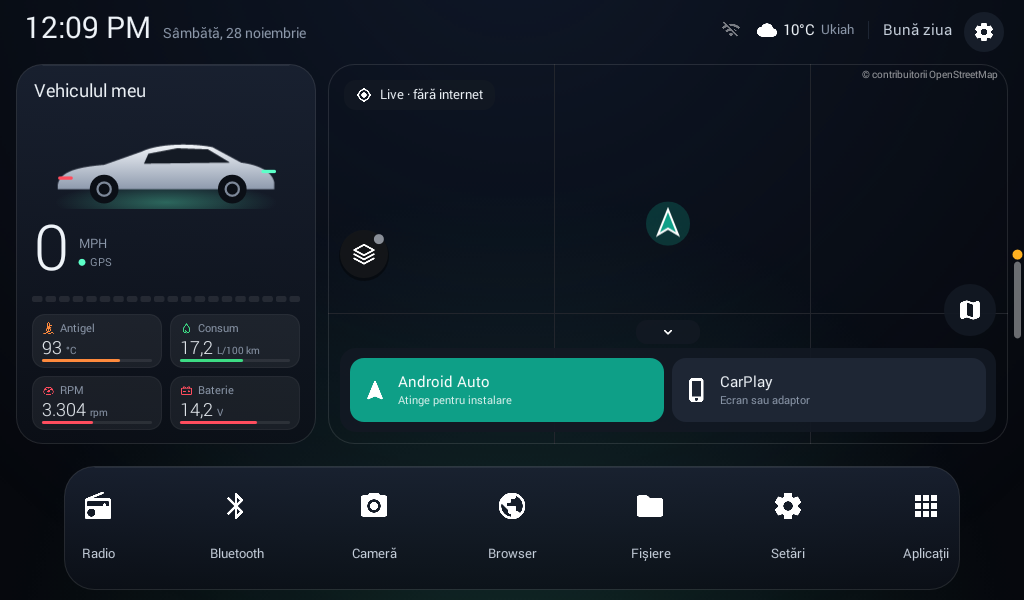 12:09 PM
Sâmbătă, 28 noiembrie
10°C Ukiah
Bună ziua
Vehiculul meu
© contribuitorii OpenStreetMap
Live · fără internet
0
MPH
GPS
Antigel
93 °C
Consum
17,2 L/100 km
RPM
3.304 rpm
Baterie
14,2 V
Android Auto
Atinge pentru instalare
CarPlay
Ecran sau adaptor
Radio
Bluetooth
Cameră
Browser
Fișiere
Setări
Aplicații